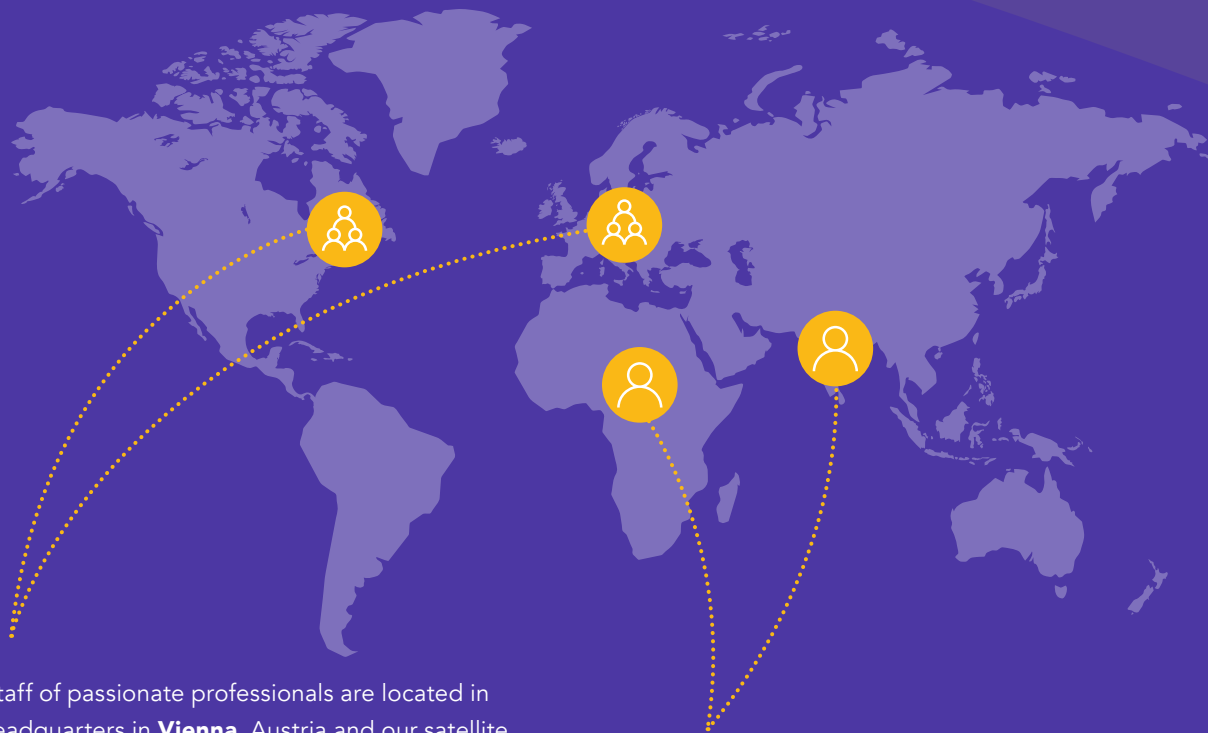 taff of passionate professionals are located in
eadquarters in Vienna, Austria and our satellite